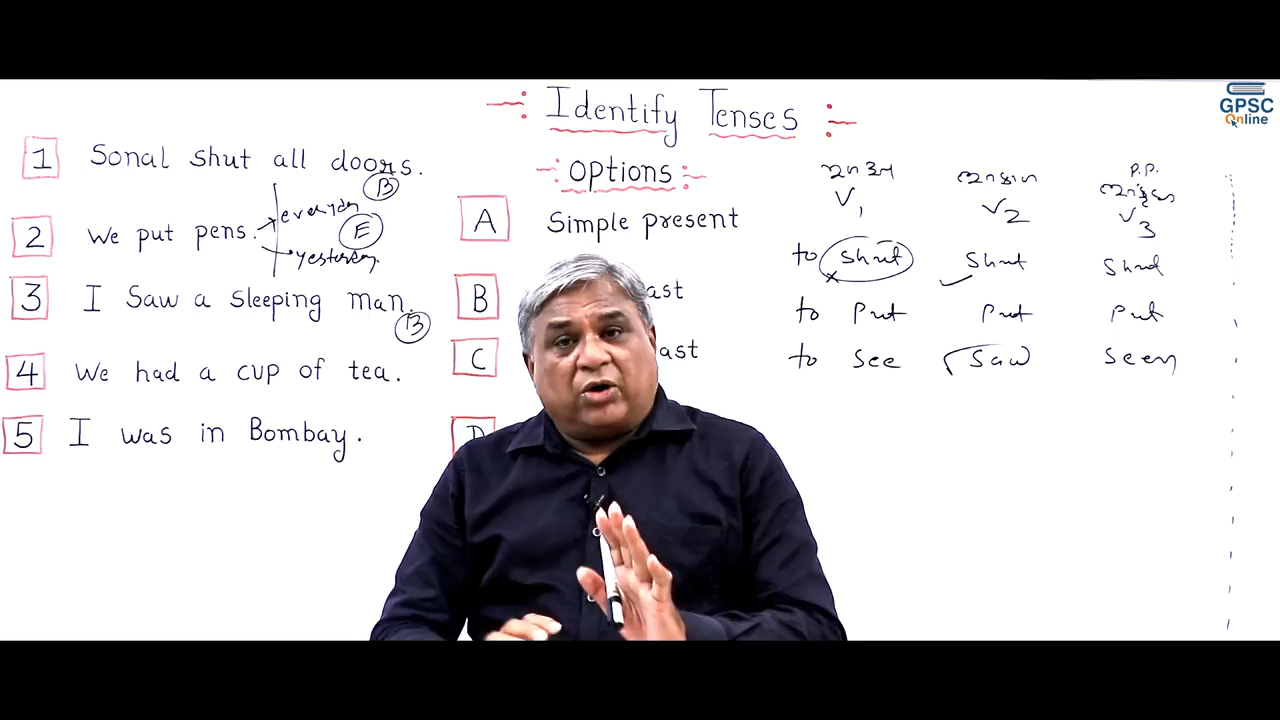 GPSC
Online
Identify Tenses
Options
1 Sonal shut all doors.
B
2 We put pens.
everyday
E
yesterday
3 I saw a sleeping man.
B
4 We had a cup of tea.
5 I was in Bombay.
A Simple present
B ast
C ast
D
P.P.
V1 V2 V3
to shut shut shut
to put put put
to see saw seen